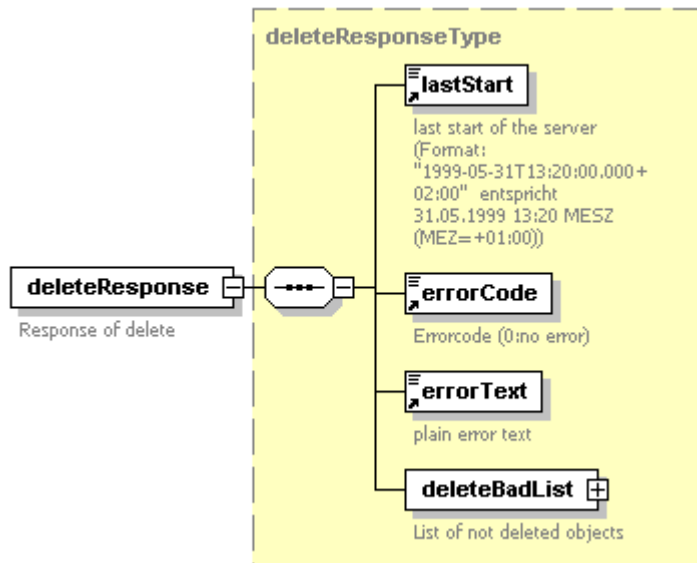 deleteResponseType
lastStart
last start of the server
(Format:
"1999-05-31T13:20:00.000+
02:00" entspricht
31.05.1999 13:20 MESZ
(MEZ=+01:00))
deleteResponse
Response of delete
errorCode
Errorcode (0:no error)
errorText
plain error text
deleteBadList
List of not deleted objects